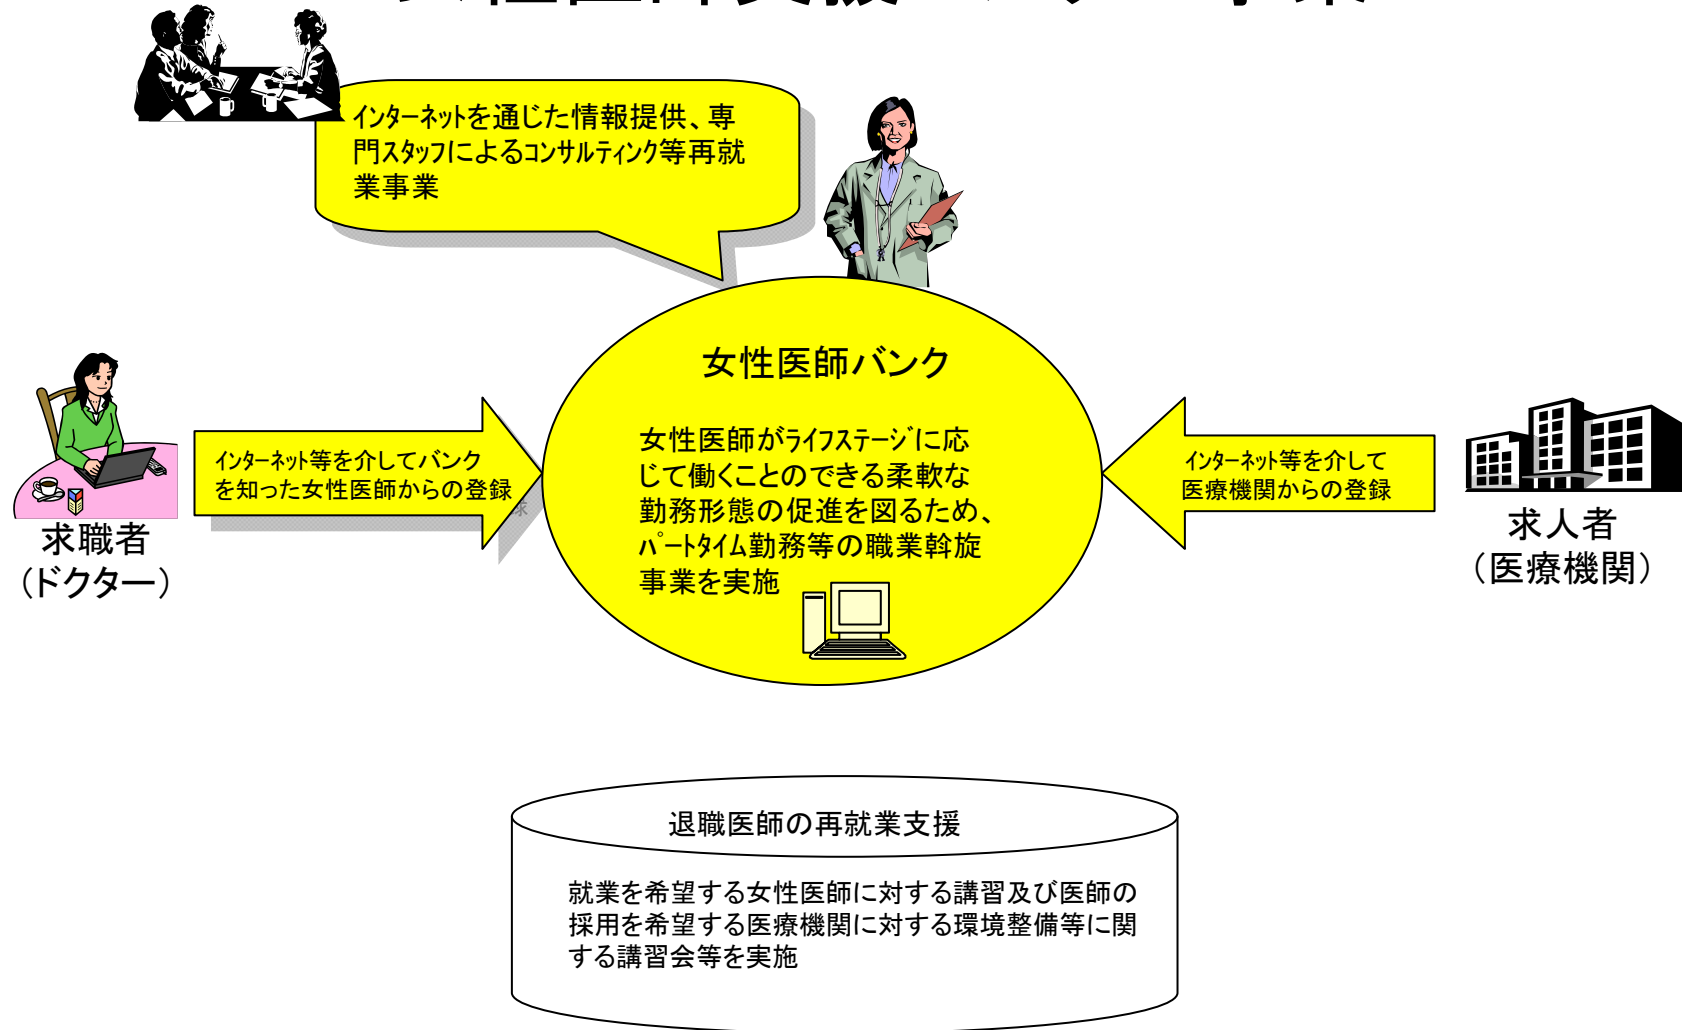 インターネットを通じた情報提供、専
門スタッフによるコンサルティンク等再就
業事業
女性医師バンク
女性医師がライフステージに応
じて働くことのできる柔軟な
勤務形態の促進を図るため、
パートタイム勤務等の職業斡旋
事業を実施
インターネット等を介してバンク
を知った女性医師からの登録
求職者
（ドクター）
インターネット等を介して
医療機関からの登録
求人者
（医療機関）
退職医師の再就業支援
就業を希望する女性医師に対する講習及び医師の
採用を希望する医療機関に対する環境整備等に関
する講習会等を実施